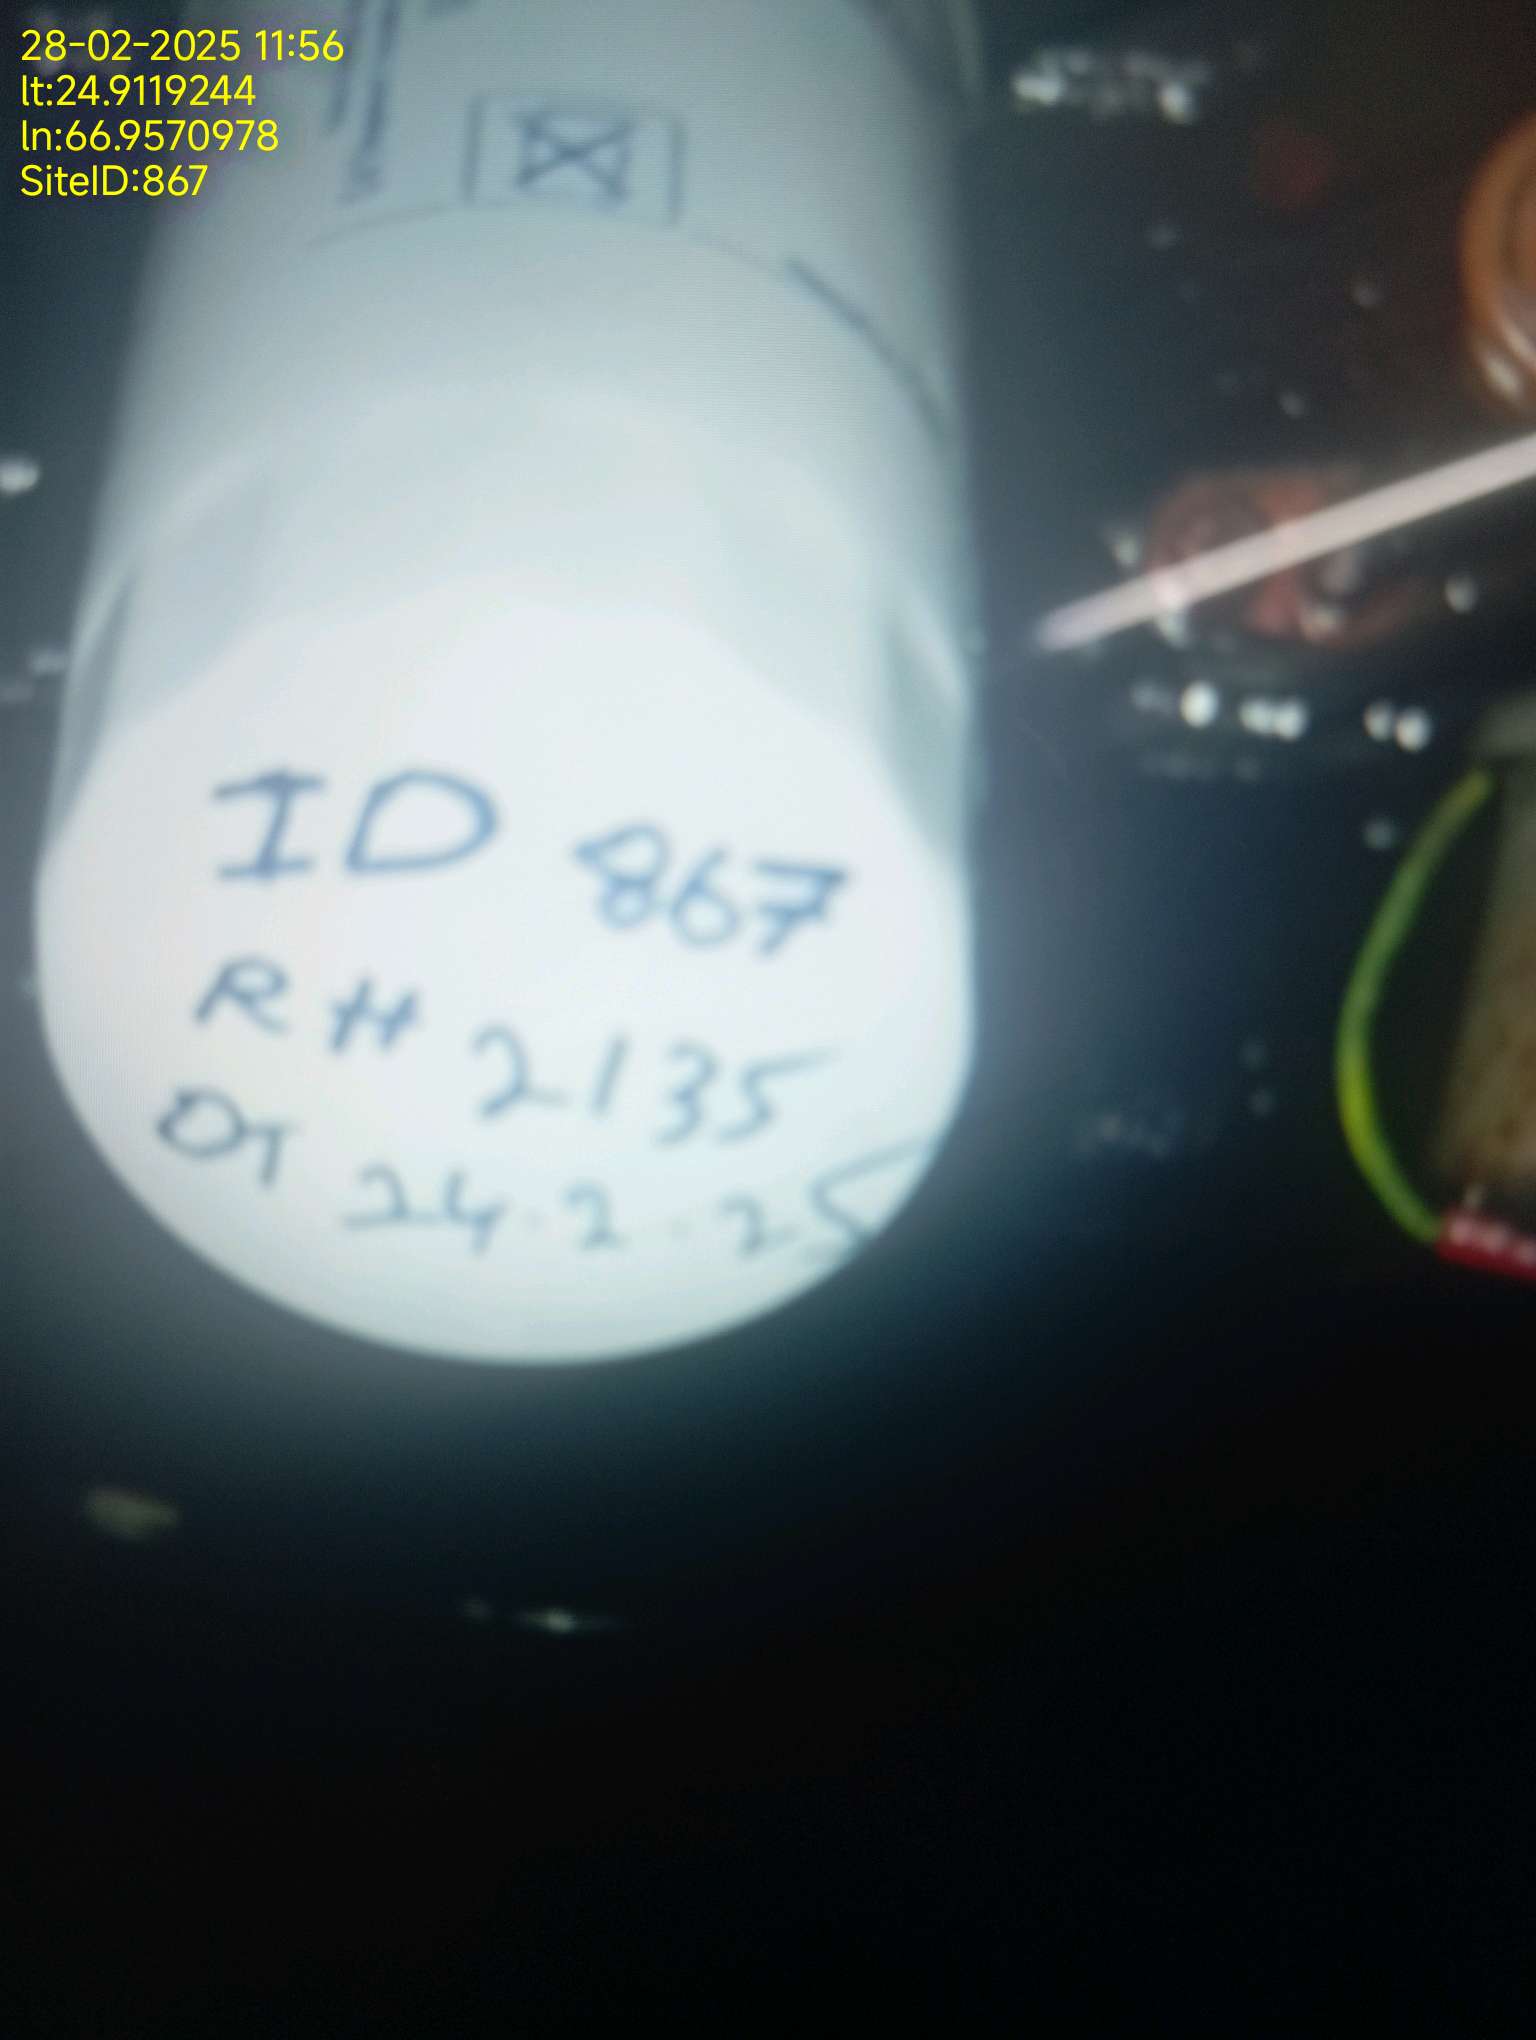 28-02-2025 11:56
lt:24.9119244
ln:66.9570978
SiteID:867
ID 867
RH 2135
DT 24.2.25